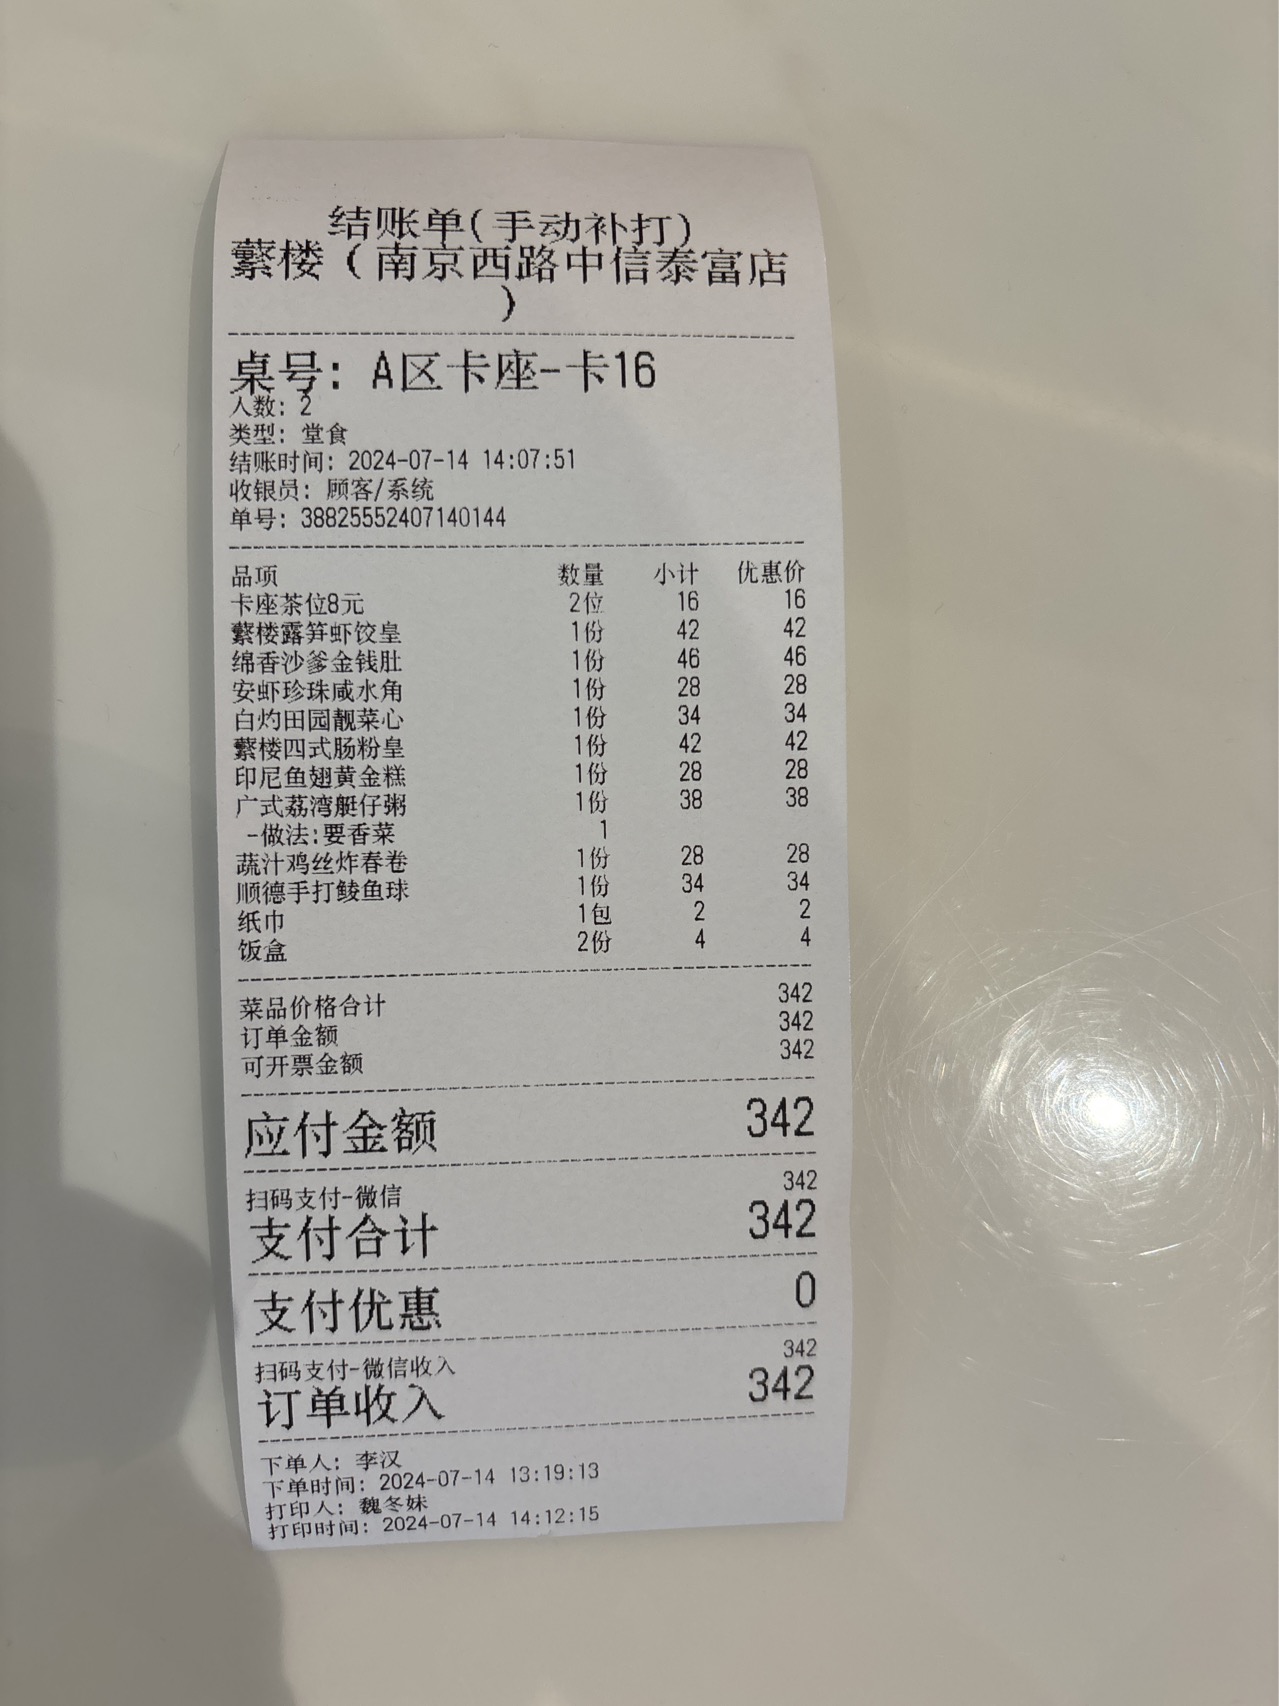 结账单(手动补打)
蘩楼（南京西路中信泰富店
）
桌号: A区卡座-卡16
人数: 2
类型: 堂食
结账时间: 2024-07-14 14:07:51
收银员: 顾客/系统
单号: 38825552407140144
品项 数量 小计 优惠价
卡座茶位8元 2位 16 16
蘩楼露笋虾饺皇 1份 42 42
绵香沙爹金钱肚 1份 46 46
安虾珍珠咸水角 1份 28 28
白灼田园靓菜心 1份 34 34
蘩楼四式肠粉皇 1份 42 42
印尼鱼翅黄金糕 1份 28 28
广式荔湾艇仔粥 1份 38 38
-做法:要香菜 1
蔬汁鸡丝炸春卷 1份 28 28
顺德手打鲮鱼球 1份 34 34
纸巾 1包 2 2
饭盒 2份 4 4
菜品价格合计 342
订单金额 342
可开票金额 342
应付金额 342
扫码支付-微信 342
支付合计 342
支付优惠 0
扫码支付-微信收入 342
订单收入 342
下单人: 李汉
下单时间: 2024-07-14 13:19:13
打印人: 魏冬妹
打印时间: 2024-07-14 14:12:15